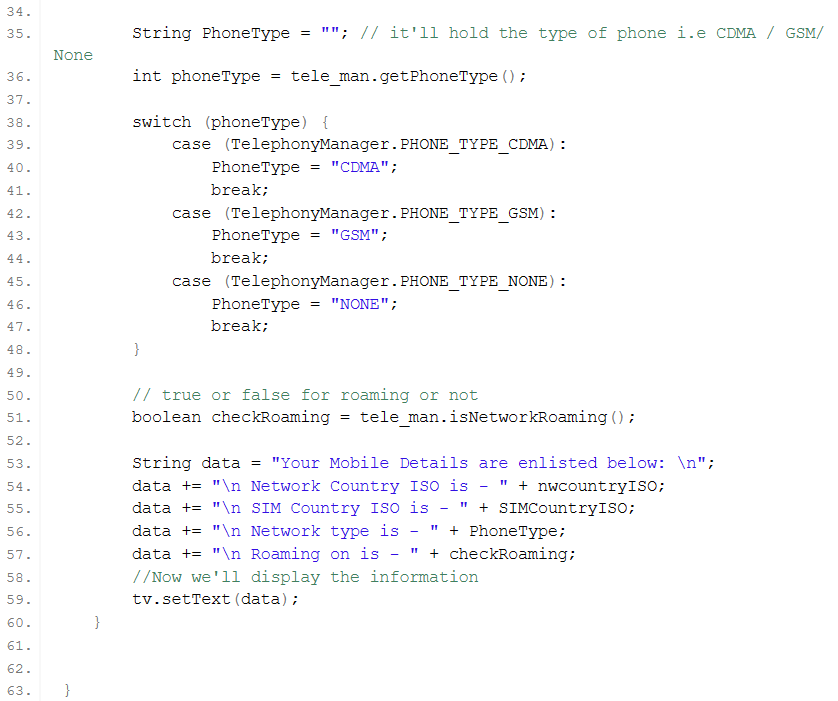 34.
35.         String PhoneType = ""; // it'll hold the type of phone i.e CDMA / GSM/
None
36.         int phoneType = tele_man.getPhoneType();
37.
38.         switch (phoneType) {
39.             case (TelephonyManager.PHONE_TYPE_CDMA):
40.                 PhoneType = "CDMA";
41.                 break;
42.             case (TelephonyManager.PHONE_TYPE_GSM):
43.                 PhoneType = "GSM";
44.                 break;
45.             case (TelephonyManager.PHONE_TYPE_NONE):
46.                 PhoneType = "NONE";
47.                 break;
48.         }
49.
50.         // true or false for roaming or not
51.         boolean checkRoaming = tele_man.isNetworkRoaming();
52.
53.         String data = "Your Mobile Details are enlisted below: \n";
54.         data += "\n Network Country ISO is - " + nwcountryISO;
55.         data += "\n SIM Country ISO is - " + SIMCountryISO;
56.         data += "\n Network type is - " + PhoneType;
57.         data += "\n Roaming on is - " + checkRoaming;
58.         //Now we'll display the information
59.         tv.setText(data);
60.     }
61.
62.
63.  }